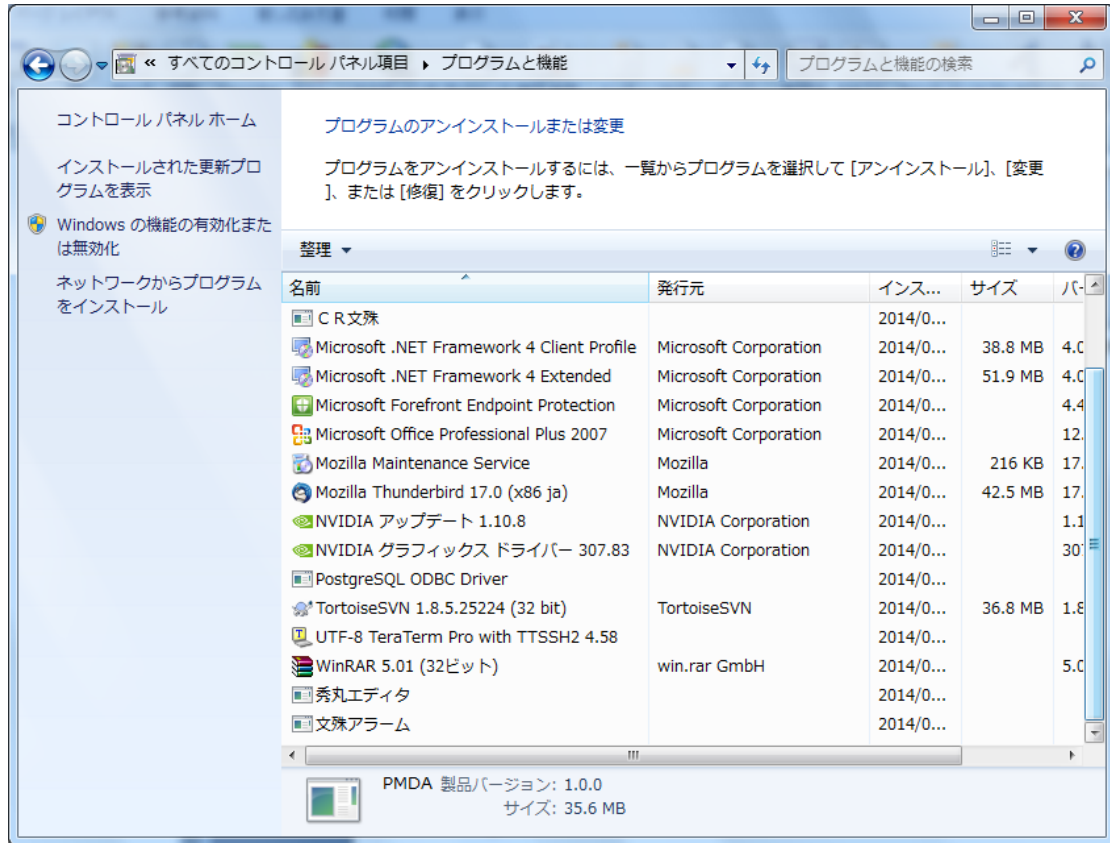 « すべてのコントロール パネル項目 ▸ プログラムと機能
プログラムと機能の検索
コントロール パネル ホーム
インストールされた更新プロ
グラムを表示
Windows の機能の有効化また
は無効化
ネットワークからプログラム
をインストール
プログラムのアンインストールまたは変更
プログラムをアンインストールするには、一覧からプログラムを選択して [アンインストール]、[変更
]、または [修復] をクリックします。
整理
名前 発行元 インス... サイズ バー
ＣＲ文殊 2014/0...
Microsoft .NET Framework 4 Client Profile Microsoft Corporation 2014/0... 38.8 MB 4.0
Microsoft .NET Framework 4 Extended Microsoft Corporation 2014/0... 51.9 MB 4.0
Microsoft Forefront Endpoint Protection Microsoft Corporation 2014/0... 4.4
Microsoft Office Professional Plus 2007 Microsoft Corporation 2014/0... 12.
Mozilla Maintenance Service Mozilla 2014/0... 216 KB 17.
Mozilla Thunderbird 17.0 (x86 ja) Mozilla 2014/0... 42.5 MB 17.
NVIDIA アップデート 1.10.8 NVIDIA Corporation 2014/0... 1.1
NVIDIA グラフィックス ドライバー 307.83 NVIDIA Corporation 2014/0... 307
PostgreSQL ODBC Driver 2014/0...
TortoiseSVN 1.8.5.25224 (32 bit) TortoiseSVN 2014/0... 36.8 MB 1.8
UTF-8 TeraTerm Pro with TTSSH2 4.58 2014/0...
WinRAR 5.01 (32ビット) win.rar GmbH 2014/0... 5.0
秀丸エディタ 2014/0...
文殊アラーム 2014/0...
PMDA 製品バージョン: 1.0.0
サイズ: 35.6 MB